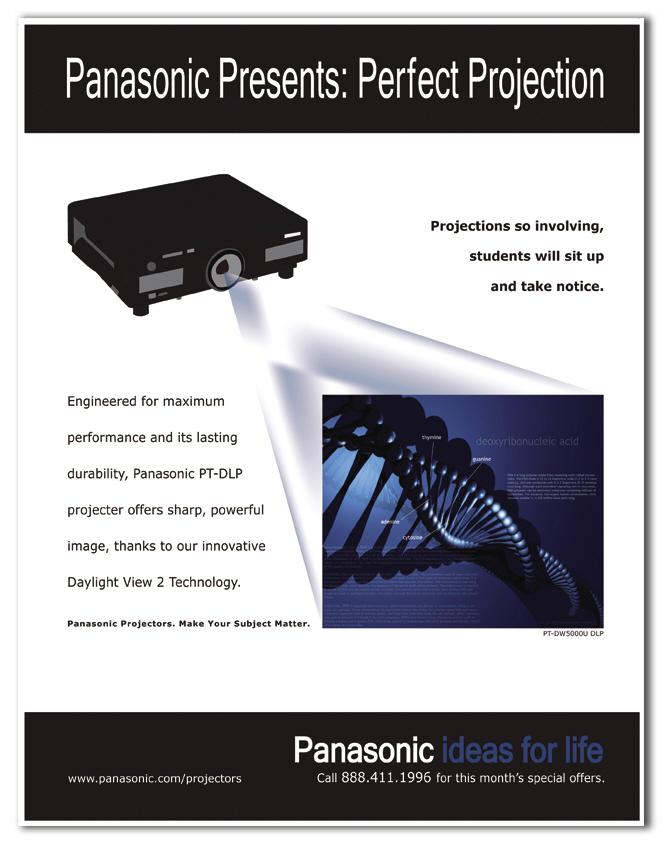 Panasonic Presents: Perfect Projection
Projections so involving,
students will sit up
and take notice.
Engineered for maximum
performance and its lasting
durability, Panasonic PT-DLP
projecter offers sharp, powerful
image, thanks to our innovative
Daylight View 2 Technology.
Panasonic Projectors. Make Your Subject Matter.
thymine
deoxyribonucleic acid
guanine
adenine
cytosine
PT-DW5000U DLP
Panasonic ideas for life
www.panasonic.com/projectors
Call 888.411.1996 for this month's special offers.